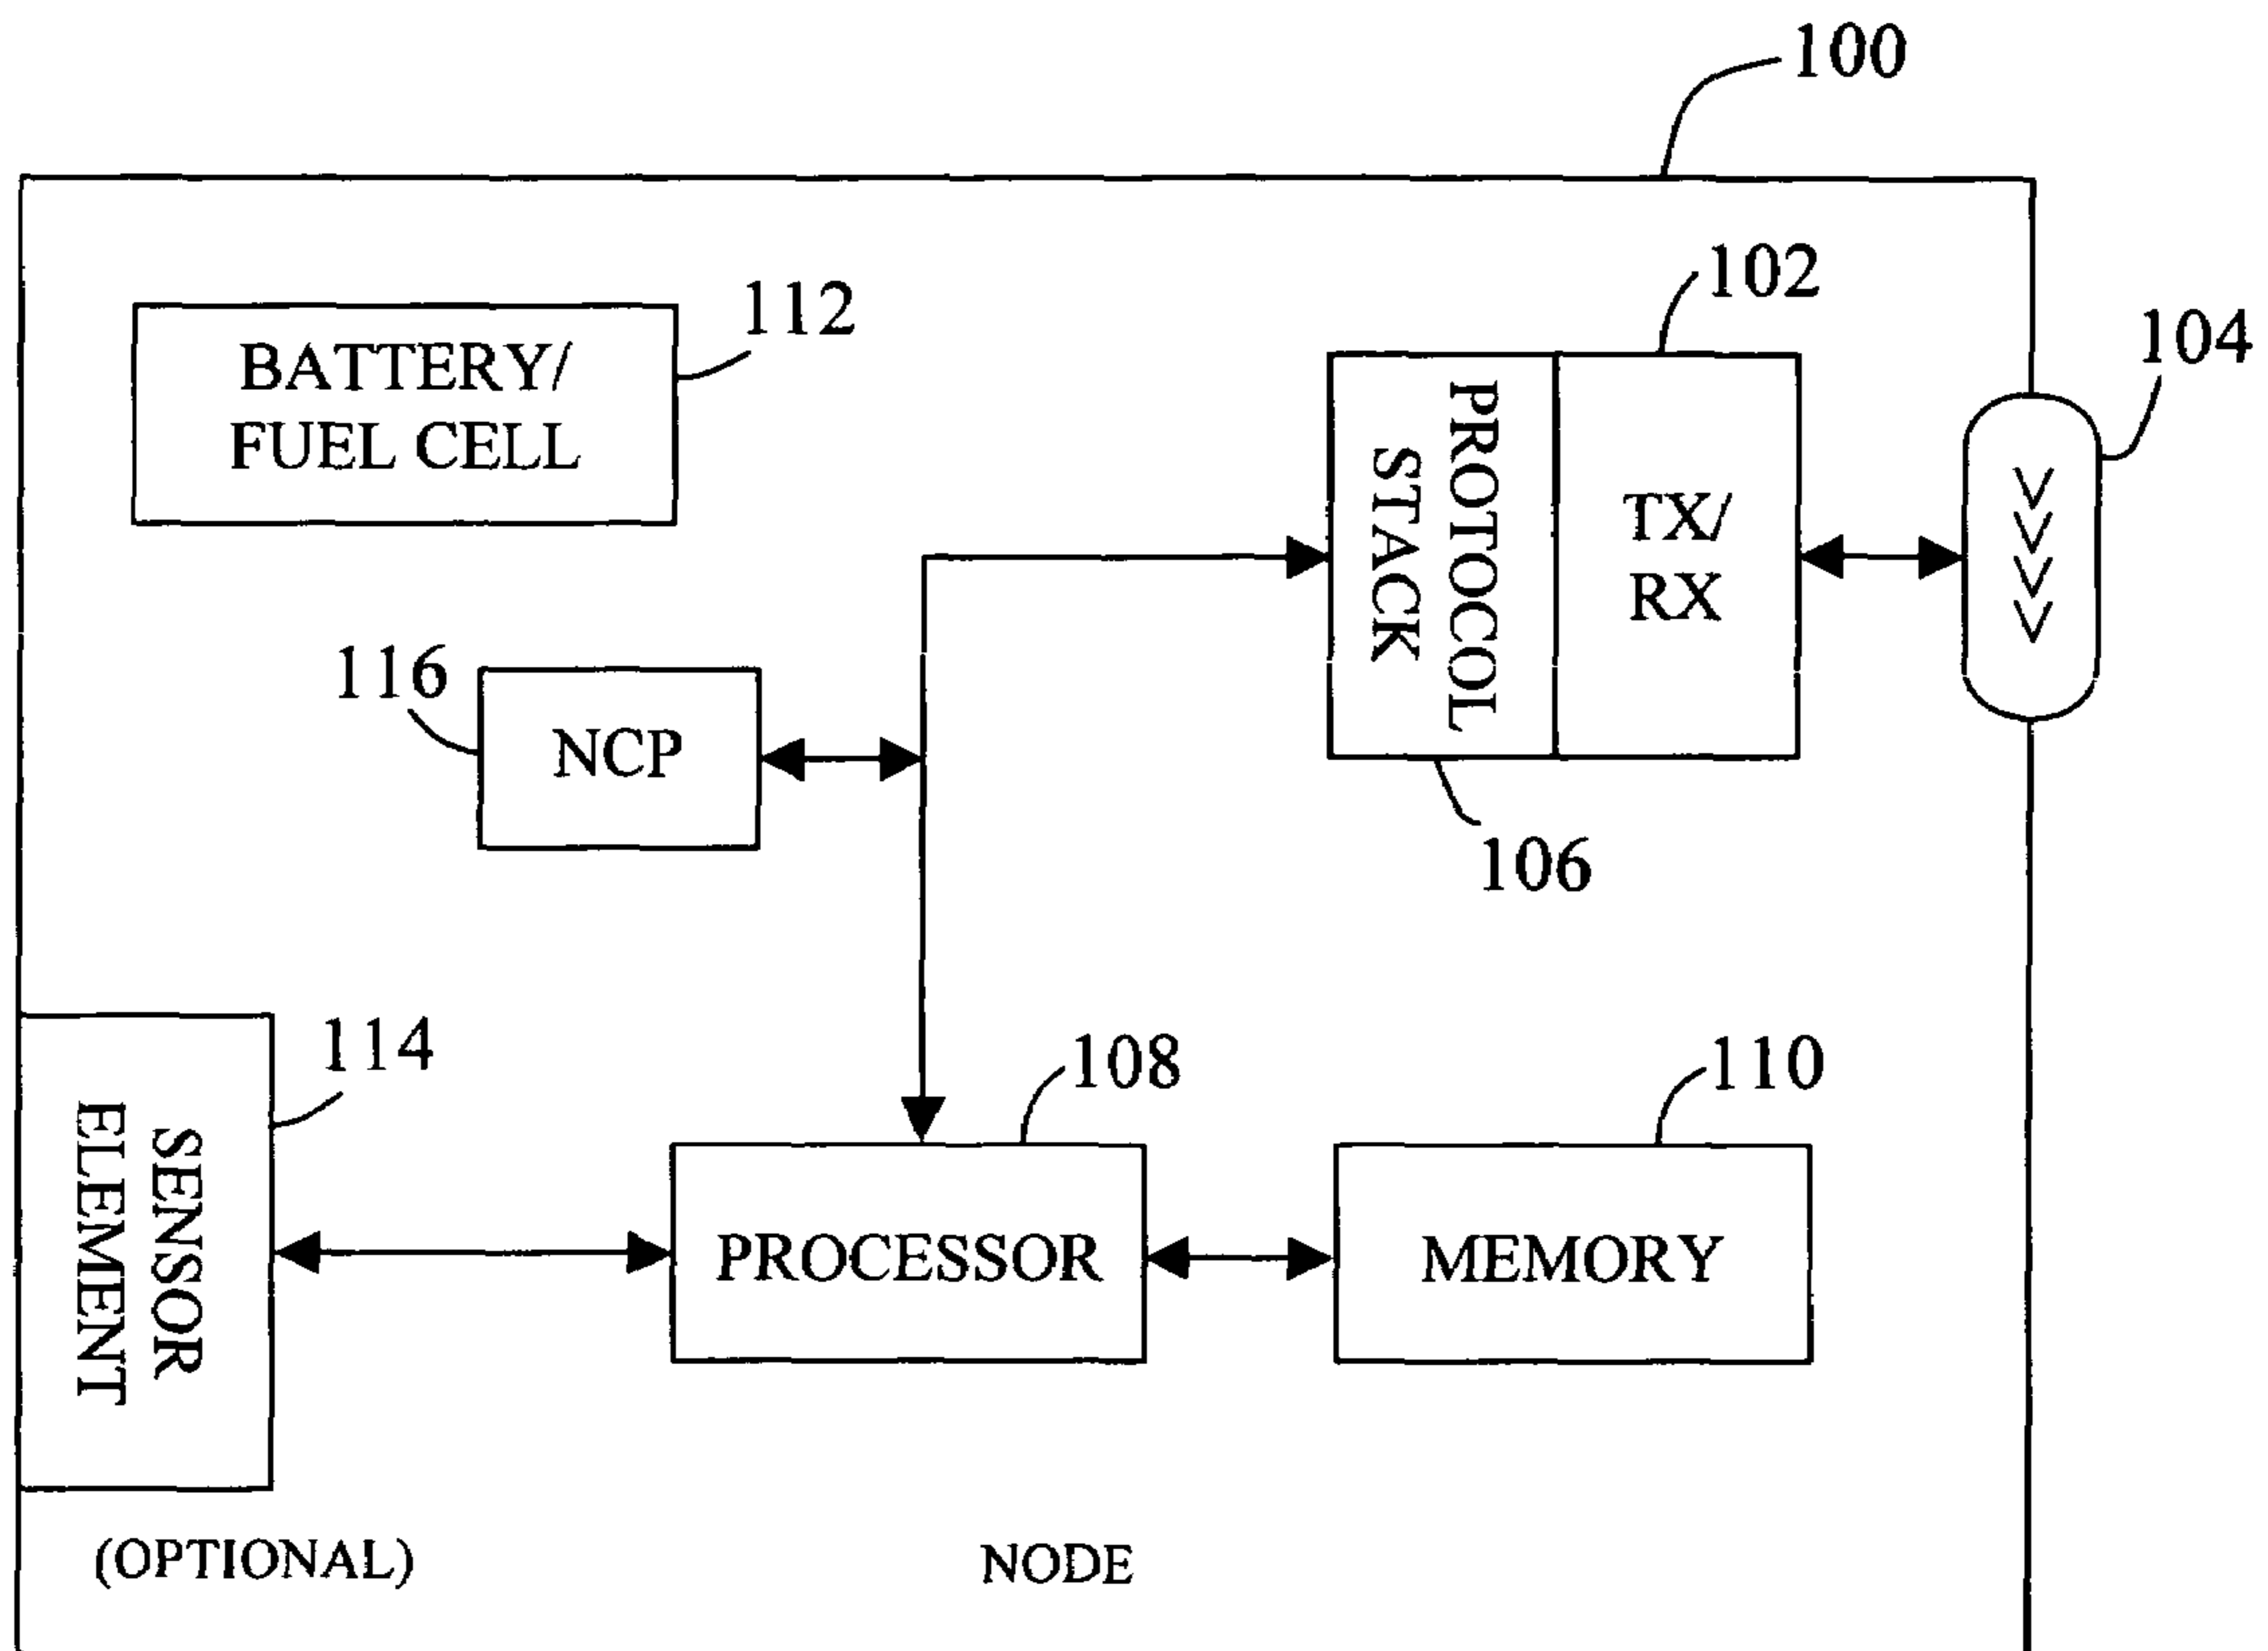 100
102
112
104
BATTERY/
FUEL CELL
PROTOCOL
STACK
TX/
RX
116
NCP
106
114
108
110
SENSOR
ELEMENT
PROCESSOR
MEMORY
(OPTIONAL)
NODE